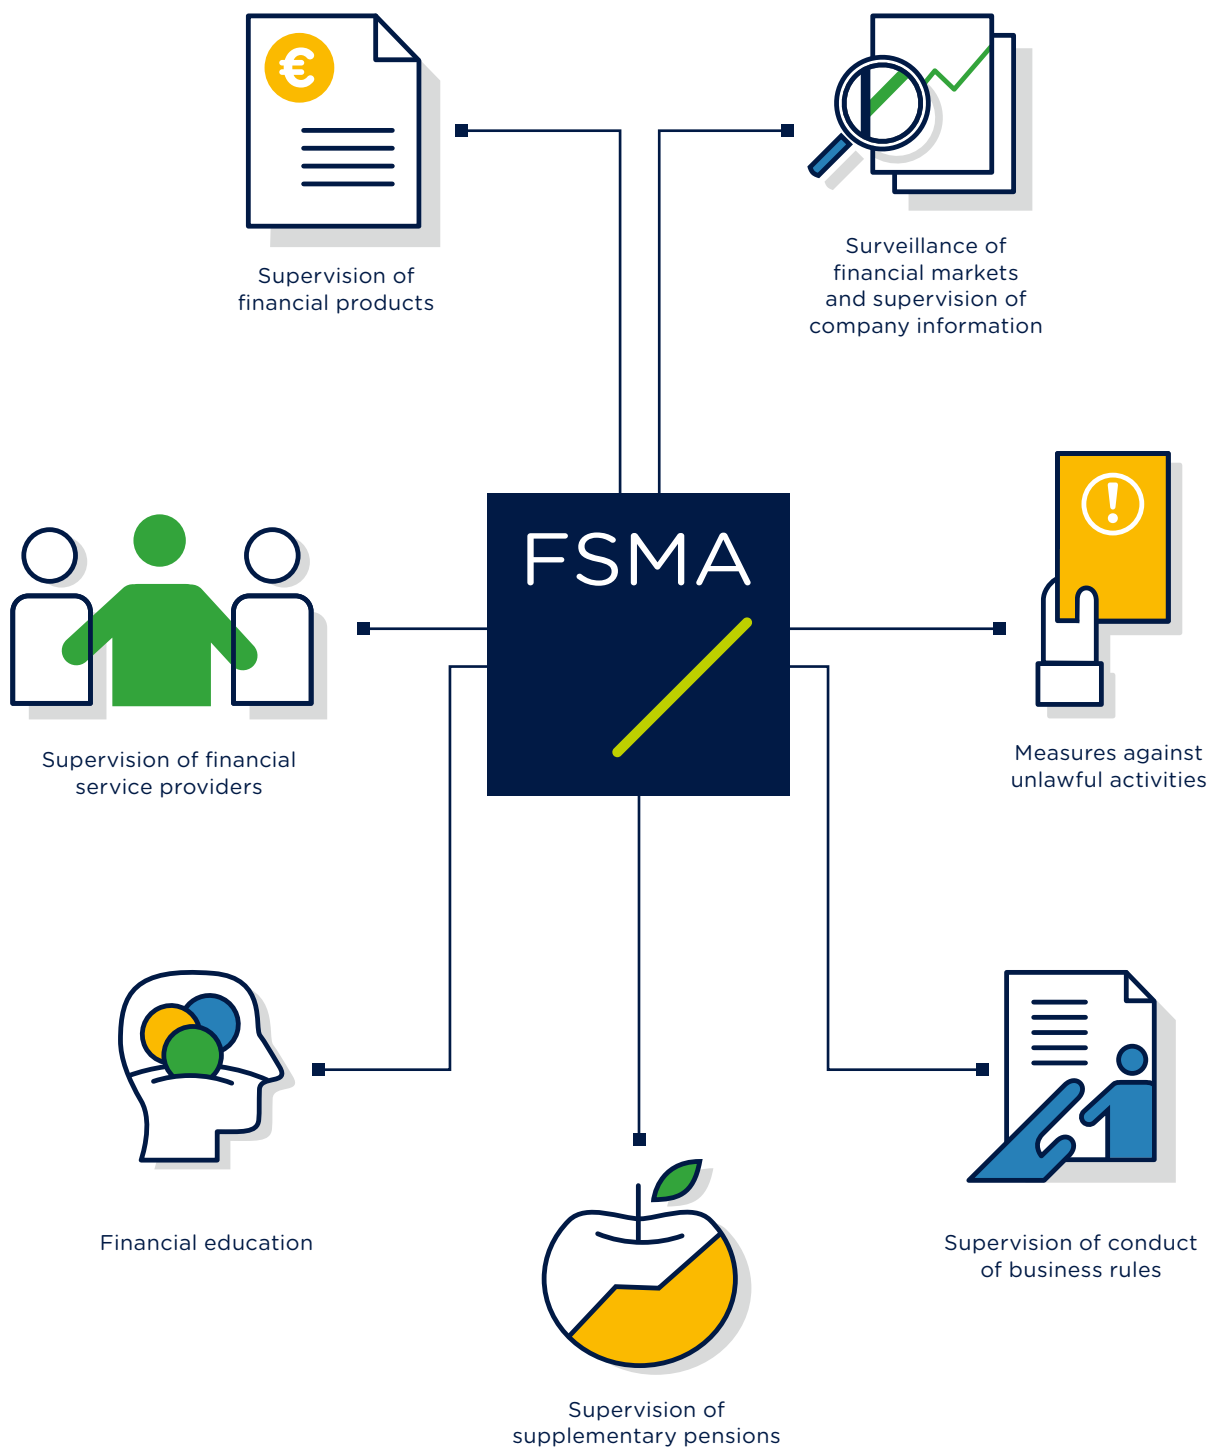 €
Supervision of
financial products
Surveillance of
financial markets
and supervision of
company information
FSMA
!
Supervision of financial
service providers
Measures against
unlawful activities
Financial education
Supervision of conduct
of business rules
Supervision of
supplementary pensions